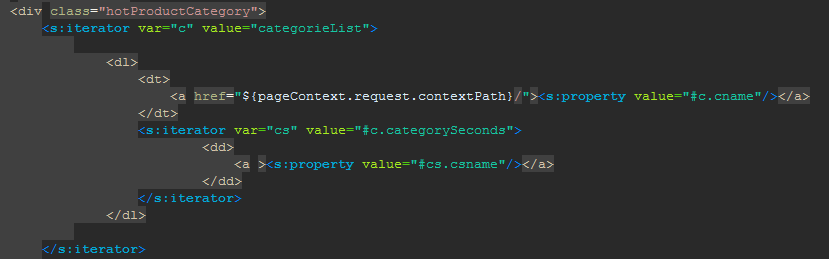 <div class="hotProductCategory">
<s:iterator var="c" value="categorieList">
<dl>
<dt>
<a href="${pageContext.request.contextPath}/"><s:property value="#c.cname"/></a>
</dt>
<s:iterator var="cs" value="#c.categorySeconds">
<dd>
<a ><s:property value="#cs.csname"/></a>
</dd>
</s:iterator>
</dl>
</s:iterator>